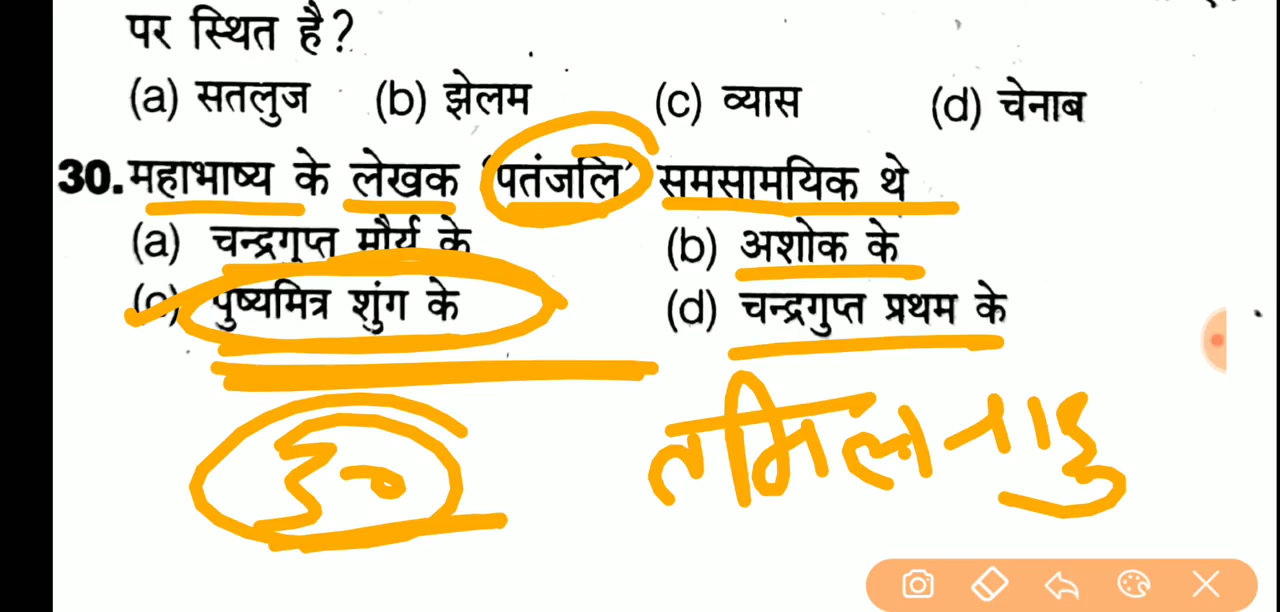 पर स्थित है?
(a) सतलुज (b) झेलम (c) व्यास (d) चेनाब
30. महाभाष्य के लेखक 'पतंजलि' समसामयिक थे
(a) चन्द्रगुप्त मौर्य के (b) अशोक के
(c) पुष्यमित्र शुंग के (d) चन्द्रगुप्त प्रथम के
तमिलनाडु